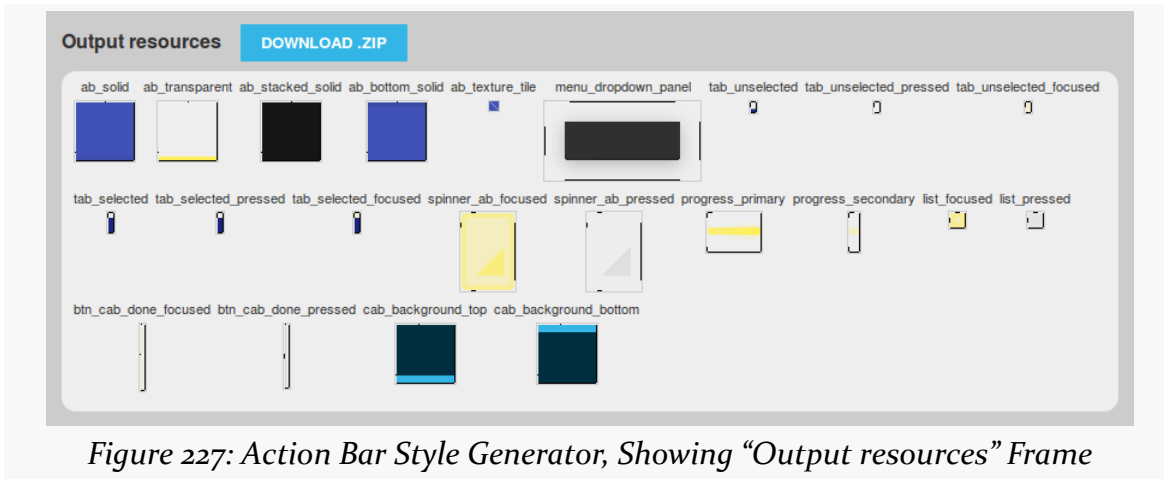 Output resources DOWNLOAD .ZIP
ab_solid ab_transparent ab_stacked_solid ab_bottom_solid ab_texture_tile menu_dropdown_panel tab_unselected tab_unselected_pressed tab_unselected_focused
tab_selected tab_selected_pressed tab_selected_focused spinner_ab_focused spinner_ab_pressed progress_primary progress_secondary list_focused list_pressed
btn_cab_done_focused btn_cab_done_pressed cab_background_top cab_background_bottom
Figure 227: Action Bar Style Generator, Showing “Output resources” Frame